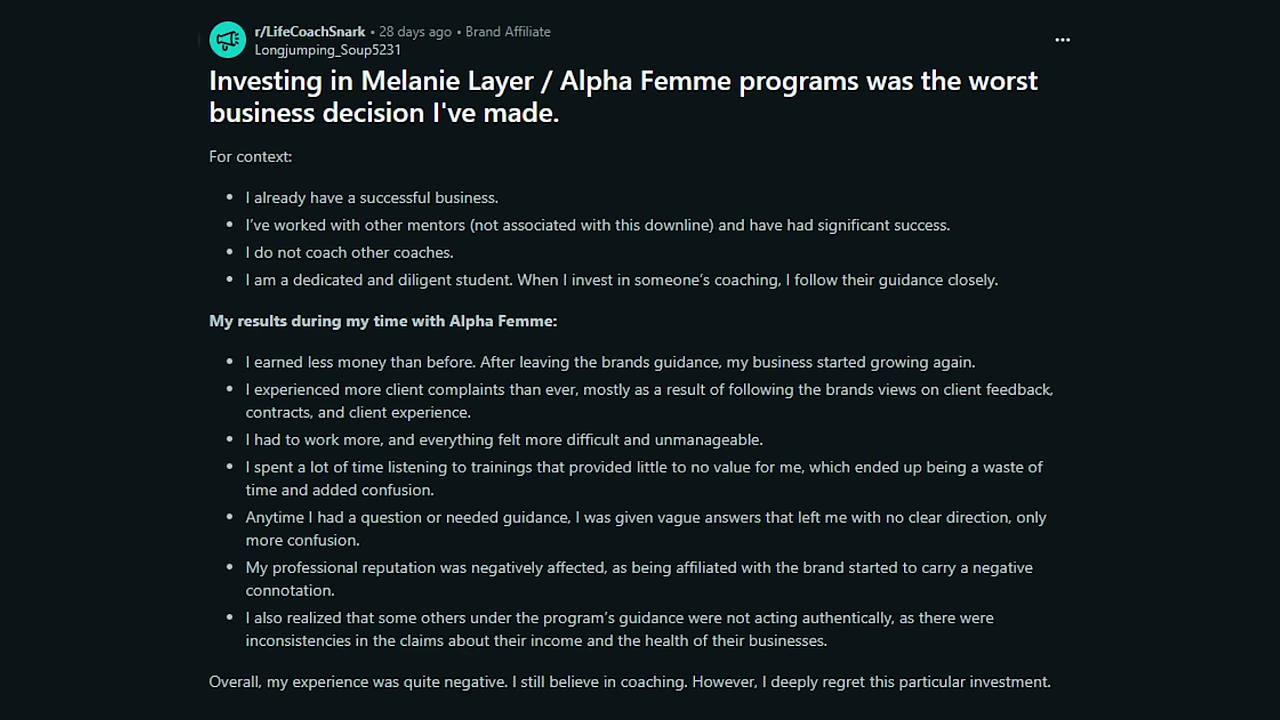 r/LifeCoachSnark • 28 days ago • Brand Affiliate
Longjumping_Soup5231
Investing in Melanie Layer / Alpha Femme programs was the worst
business decision I've made.
For context:
• I already have a successful business.
• I’ve worked with other mentors (not associated with this downline) and have had significant success.
• I do not coach other coaches.
• I am a dedicated and diligent student. When I invest in someone’s coaching, I follow their guidance closely.
My results during my time with Alpha Femme:
• I earned less money than before. After leaving the brands guidance, my business started growing again.
• I experienced more client complaints than ever, mostly as a result of following the brands views on client feedback,
contracts, and client experience.
• I had to work more, and everything felt more difficult and unmanageable.
• I spent a lot of time listening to trainings that provided little to no value for me, which ended up being a waste of
time and added confusion.
• Anytime I had a question or needed guidance, I was given vague answers that left me with no clear direction, only
more confusion.
• My professional reputation was negatively affected, as being affiliated with the brand started to carry a negative
connotation.
• I also realized that some others under the program’s guidance were not acting authentically, as there were
inconsistencies in the claims about their income and the health of their businesses.
Overall, my experience was quite negative. I still believe in coaching. However, I deeply regret this particular investment.